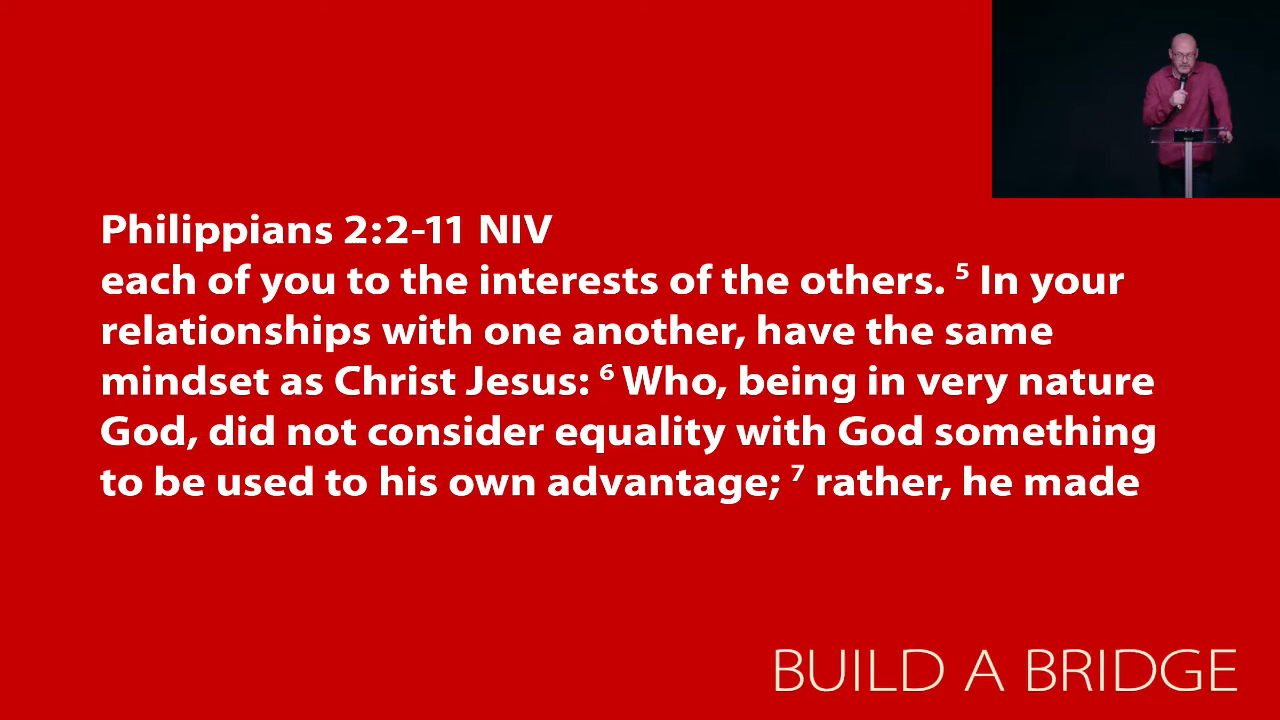 Philippians 2:2-11 NIV
each of you to the interests of the others. ⁵ In your
relationships with one another, have the same
mindset as Christ Jesus: ⁶ Who, being in very nature
God, did not consider equality with God something
to be used to his own advantage; ⁷ rather, he made
BUILD A BRIDGE